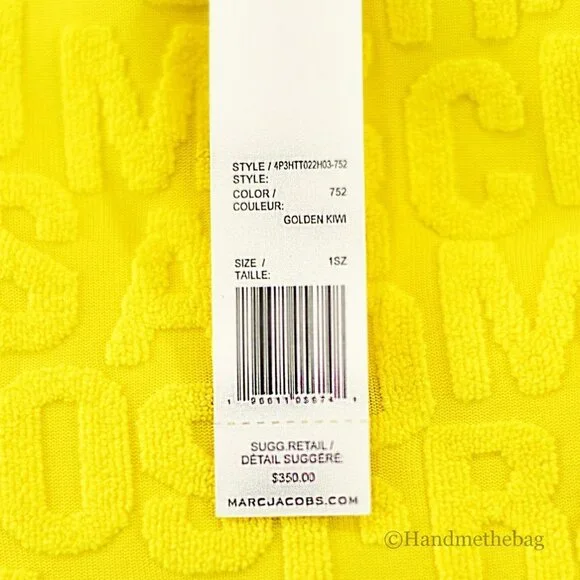 STYLE / 4P3HTT022H03-752
STYLE:
COLOR / 752
COULEUR:
GOLDEN KIWI
SIZE / 1SZ
TAILLE:
SUGG.RETAIL /
DÉTAIL SUGGÉRÉ
$350.00
MARCJACOBS.COM
©Handmethebag